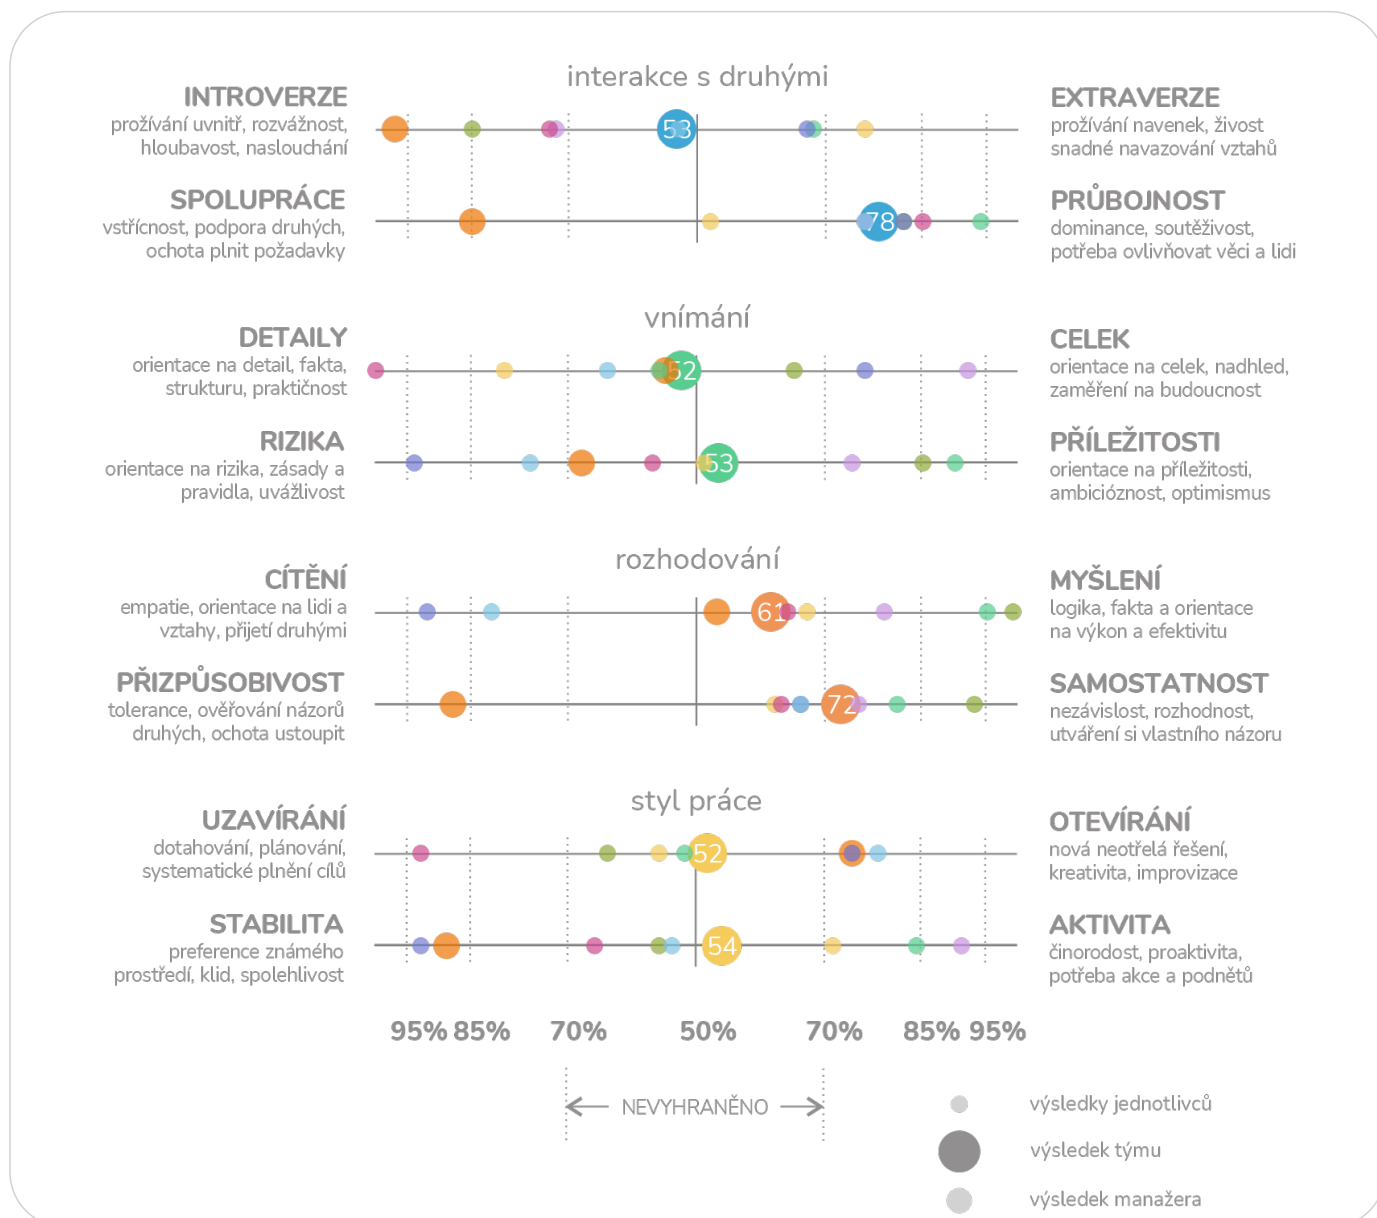 interakce s druhými
INTROVERZE
prožívání uvnitř, rozvážnost,
hloubavost, naslouchání
53
EXTRAVERZE
prožívání navenek, živost
snadné navazování vztahů
SPOLUPRÁCE
vstřícnost, podpora druhých,
ochota plnit požadavky
78
PRŮBOJNOST
dominance, soutěživost,
potřeba ovlivňovat věci a lidi
vnímání
DETAILY
orientace na detail, fakta,
strukturu, praktičnost
52
CELEK
orientace na celek, nadhled,
zaměření na budoucnost
RIZIKA
orientace na rizika, zásady a
pravidla, uvážlivost
53
PŘÍLEŽITOSTI
orientace na příležitosti,
ambicióznost, optimismus
rozhodování
CÍTĚNÍ
empatie, orientace na lidi a
vztahy, přijetí druhými
61
MYŠLENÍ
logika, fakta a orientace
na výkon a efektivitu
PŘIZPŮSOBIVOST
tolerance, ověřování názorů
druhých, ochota ustoupit
72
SAMOSTATNOST
nezávislost, rozhodnost,
utváření si vlastního názoru
styl práce
UZAVÍRÁNÍ
dotahování, plánování,
systematické plnění cílů
52
OTEVÍRÁNÍ
nová neotřelá řešení,
kreativita, improvizace
STABILITA
preference známého
prostředí, klid, spolehlivost
54
AKTIVITA
činorodost, proaktivita,
potřeba akce a podnětů
95% 85% 70% 50% 70% 85% 95%
NEVYHRANĚNO
výsledky jednotlivců
výsledek týmu
výsledek manažera